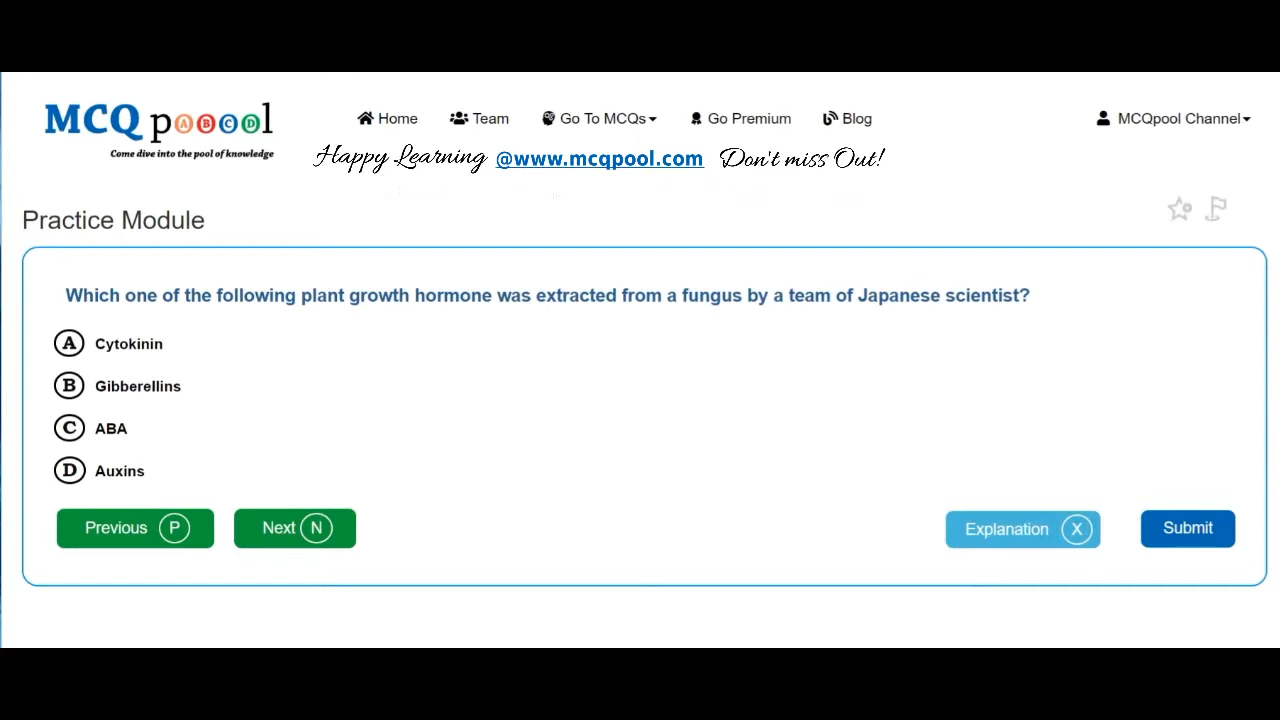 MCQ pooool
Come dive into the pool of knowledge
Home Team Go To MCQs Go Premium Blog MCQpool Channel
Happy Learning @www.mcqpool.com Don't miss Out!
Practice Module
Which one of the following plant growth hormone was extracted from a fungus by a team of Japanese scientist?
A Cytokinin
B Gibberellins
C ABA
D Auxins
Previous P Next N Explanation X Submit